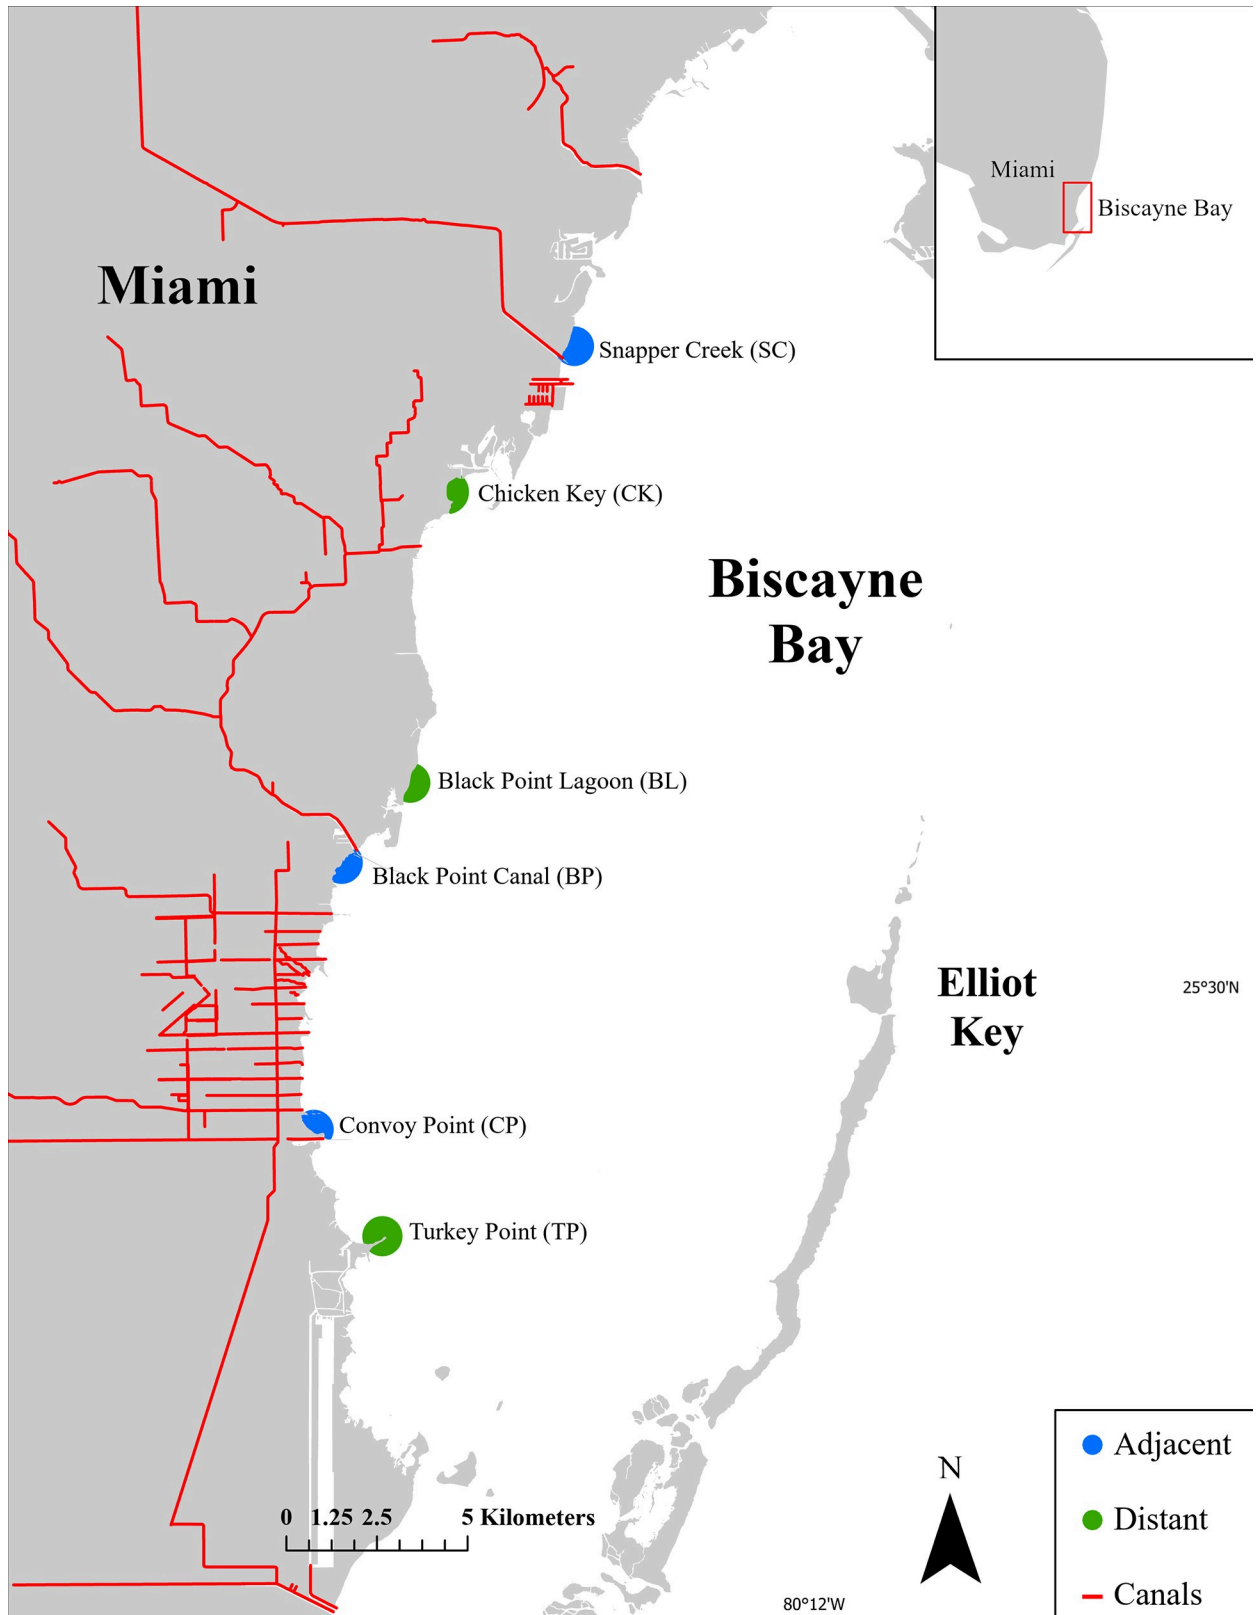 Miami
Biscayne Bay
Miami
Snapper Creek (SC)
Chicken Key (CK)
Biscayne
Bay
Black Point Lagoon (BL)
Black Point Canal (BP)
Elliot
Key
25°30'N
Convoy Point (CP)
Turkey Point (TP)
0 1.25 2.5 5 Kilometers
N
Adjacent
Distant
Canals
80°12'W